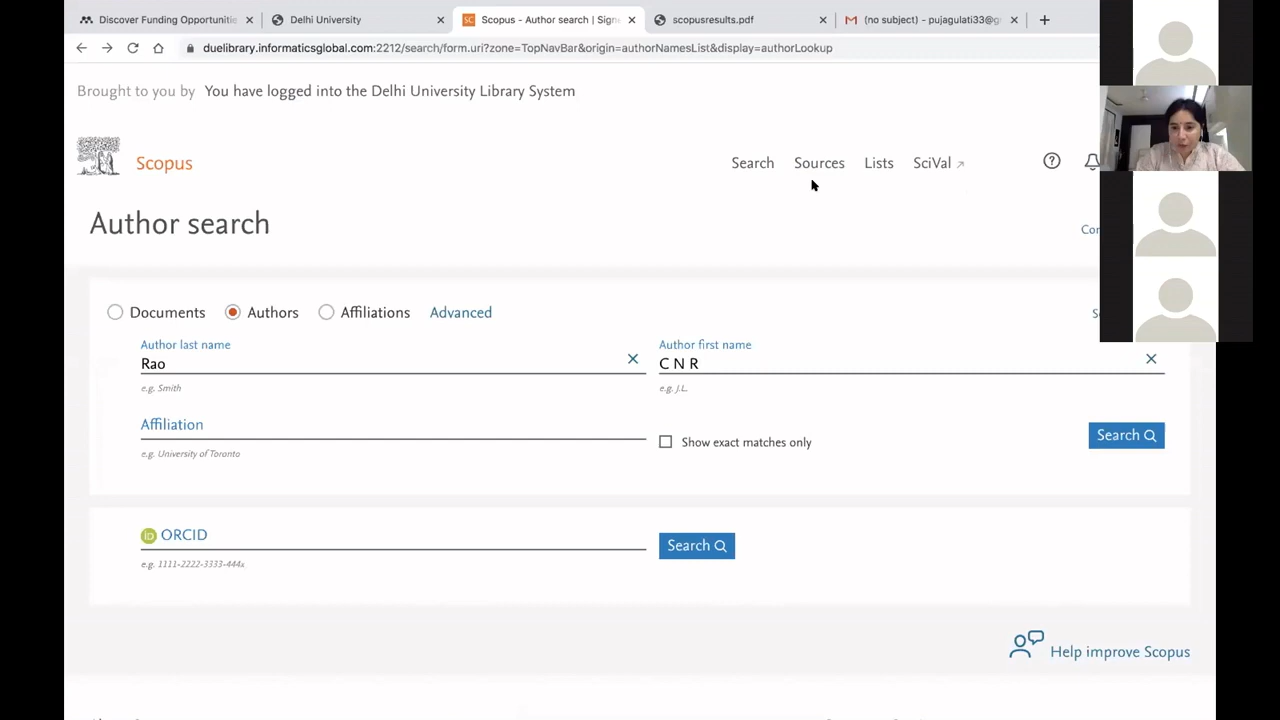 Discover Funding Opportunitie
Delhi University
Scopus - Author search | Sign
scopusresults.pdf
(no subject) - pujagulati33@g
duelibrary.informaticsglobal.com:2212/search/form.uri?zone=TopNavBar&origin=authorNamesList&display=authorLookup
Brought to you by You have logged into the Delhi University Library System
Scopus
Search Sources Lists SciVal
Author search
Documents Authors Affiliations Advanced
Author last name Author first name
Rao C N R
e.g. Smith e.g. J.L.
Affiliation
Show exact matches only
Search
e.g. University of Toronto
ORCID
Search
e.g. 1111-2222-3333-444x
Help improve Scopus